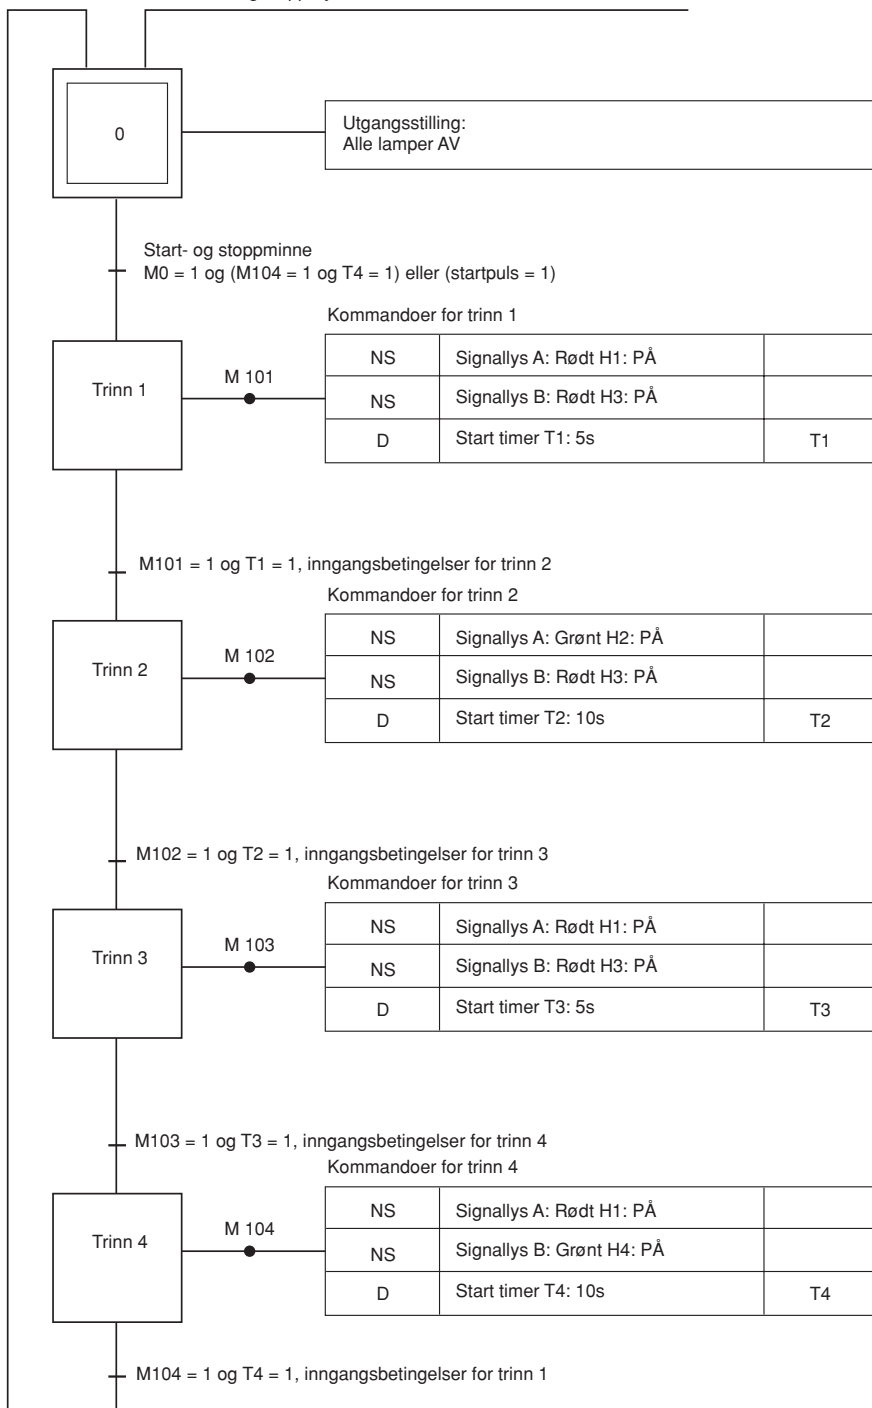 0
Utgangsstilling:
Alle lamper AV
Start- og stoppminne
M0 = 1 og (M104 = 1 og T4 = 1) eller (startpuls = 1)
Kommandoer for trinn 1
Trinn 1
M 101
NS Signallys A: Rødt H1: PÅ
NS Signallys B: Rødt H3: PÅ
D Start timer T1: 5s T1
M101 = 1 og T1 = 1, inngangsbetingelser for trinn 2
Kommandoer for trinn 2
Trinn 2
M 102
NS Signallys A: Grønt H2: PÅ
NS Signallys B: Rødt H3: PÅ
D Start timer T2: 10s T2
M102 = 1 og T2 = 1, inngangsbetingelser for trinn 3
Kommandoer for trinn 3
Trinn 3
M 103
NS Signallys A: Rødt H1: PÅ
NS Signallys B: Rødt H3: PÅ
D Start timer T3: 5s T3
M103 = 1 og T3 = 1, inngangsbetingelser for trinn 4
Kommandoer for trinn 4
Trinn 4
M 104
NS Signallys A: Rødt H1: PÅ
NS Signallys B: Grønt H4: PÅ
D Start timer T4: 10s T4
M104 = 1 og T4 = 1, inngangsbetingelser for trinn 1